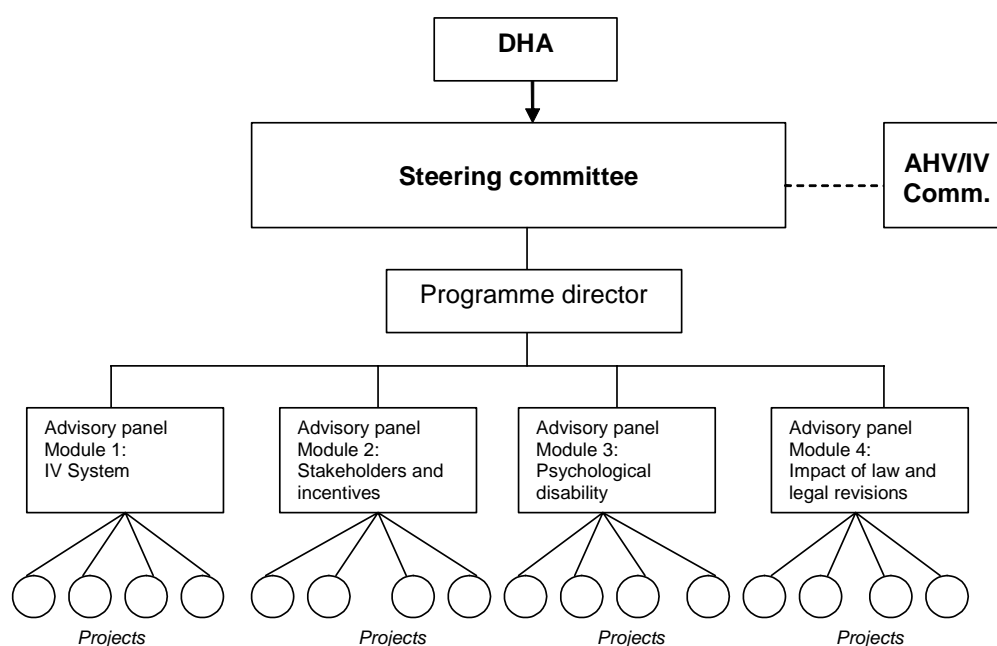 DHA
Steering committee
AHV/IV
Comm.
Programme director
Advisory panel
Module 1:
IV System
Advisory panel
Module 2:
Stakeholders and
incentives
Advisory panel
Module 3:
Psychological
disability
Advisory panel
Module 4:
Impact of law and
legal revisions
Projects
Projects
Projects
Projects